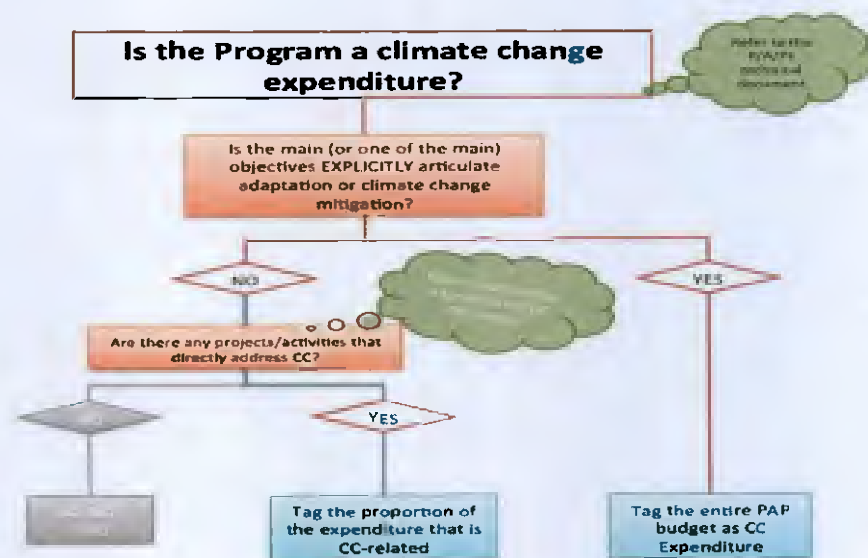 Is the Program a climate change
expenditure?
Is the main (or one of the main)
objectives EXPLICITLY articulate
adaptation or climate change
mitigation?
NO
YES
Are there any projects/activities that
directly address CC?
YES
Tag the proportion of
the expenditure that is
CC-related
Tag the entire PAP
budget as CC
Expenditure